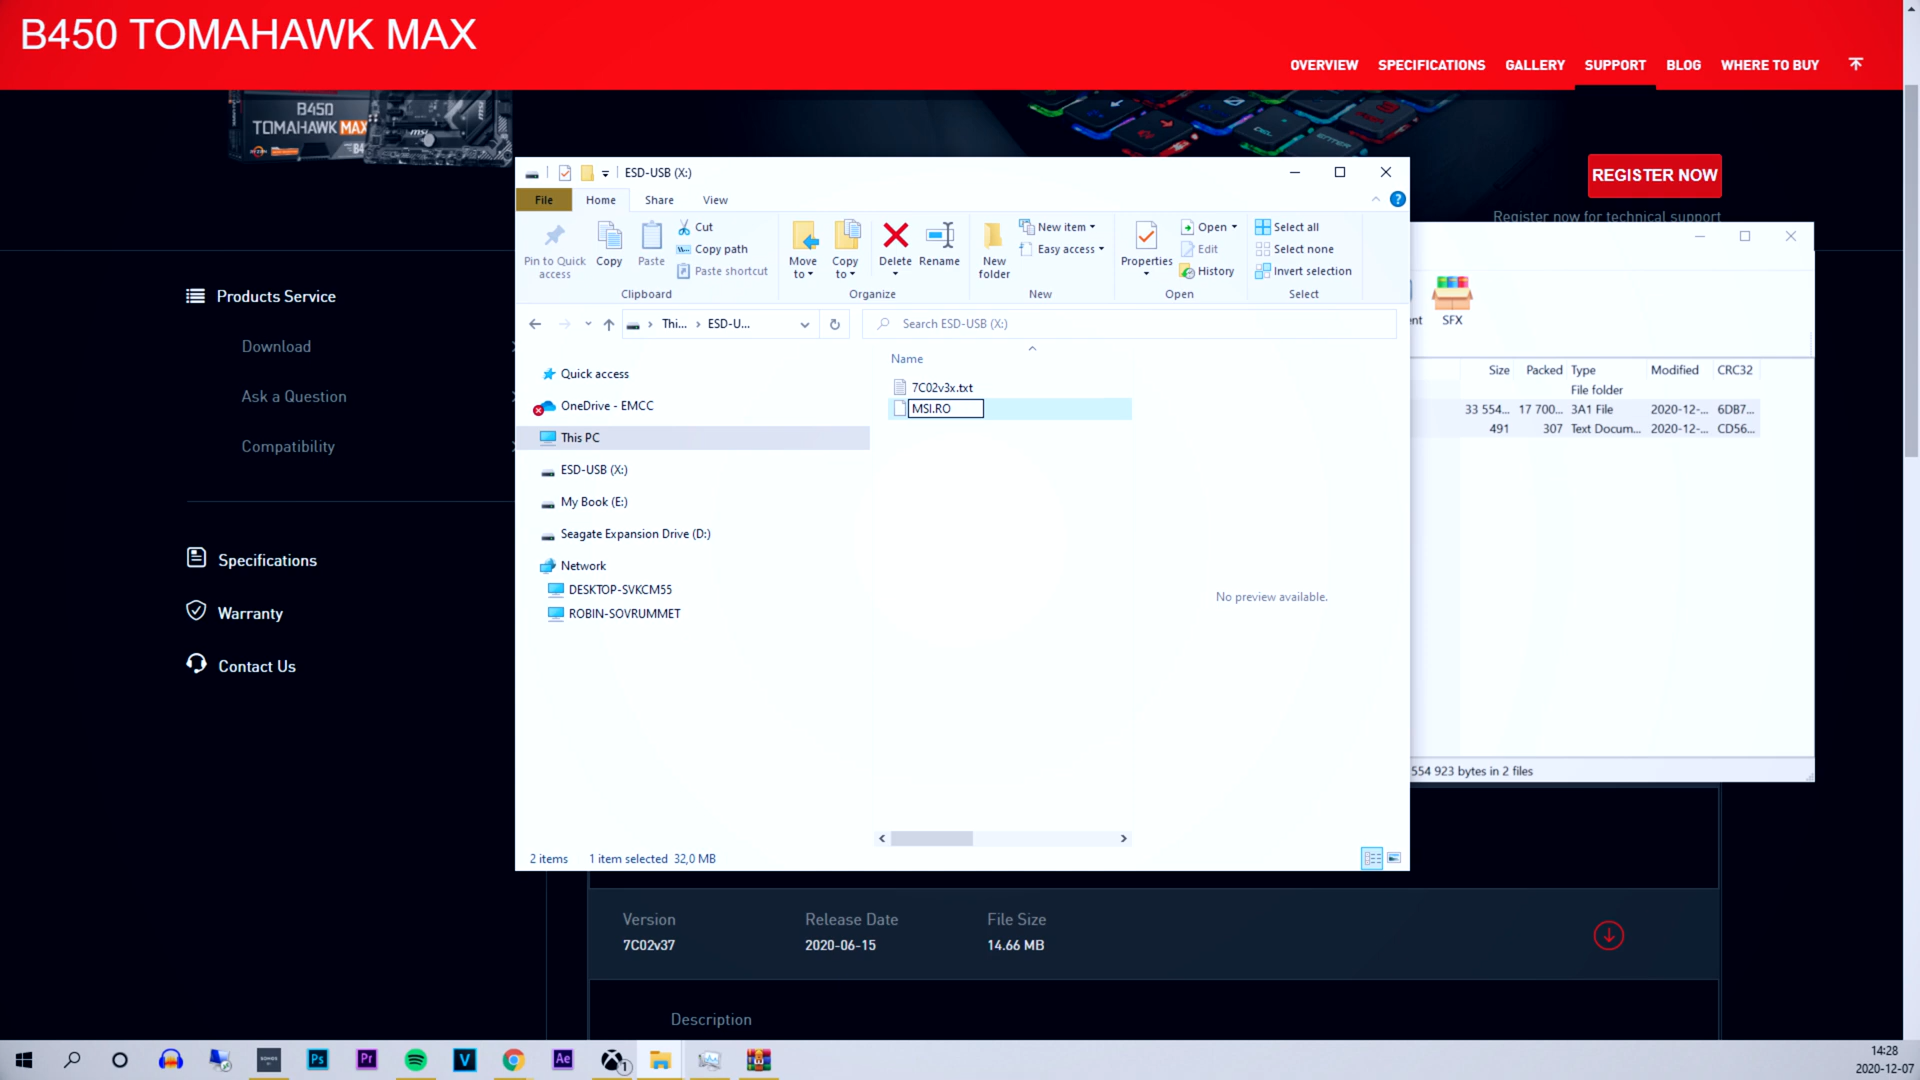 B450 TOMAHAWK MAX
OVERVIEW SPECIFICATIONS GALLERY SUPPORT BLOG WHERE TO BUY
B450
TOMAHAWK MAX
msi
REGISTER NOW
Register now for technical support
Products Service
Download
Ask a Question
Compatibility
Specifications
Warranty
Contact Us
ESD-USB (X:)
File Home Share View
Pin to Quick access
Copy
Paste
Cut
Copy path
Paste shortcut
Clipboard
Move to
Copy to
Delete
Rename
Organize
New folder
New item
Easy access
New
Properties
Open
Edit
History
Open
Select all
Select none
Invert selection
Select
Thi... ESD-U...
Search ESD-USB (X:)
Quick access
OneDrive - EMCC
This PC
ESD-USB (X:)
My Book (E:)
Seagate Expansion Drive (D:)
Network
DESKTOP-SVKCM55
ROBIN-SOVRUMMET
Name
7C02v3x.txt
MSI.RO
No preview available.
2 items 1 item selected 32,0 MB
nt SFX
Size Packed Type Modified CRC32
File folder
33 554... 17 700... 3A1 File 2020-12-... 6DB7...
491 307 Text Docum... 2020-12-... CD56...
554 923 bytes in 2 files
Version Release Date File Size
7C02v37 2020-06-15 14.66 MB
Description
SONOS
Ps
Pr
V
Ae
1
14:28
2020-12-07